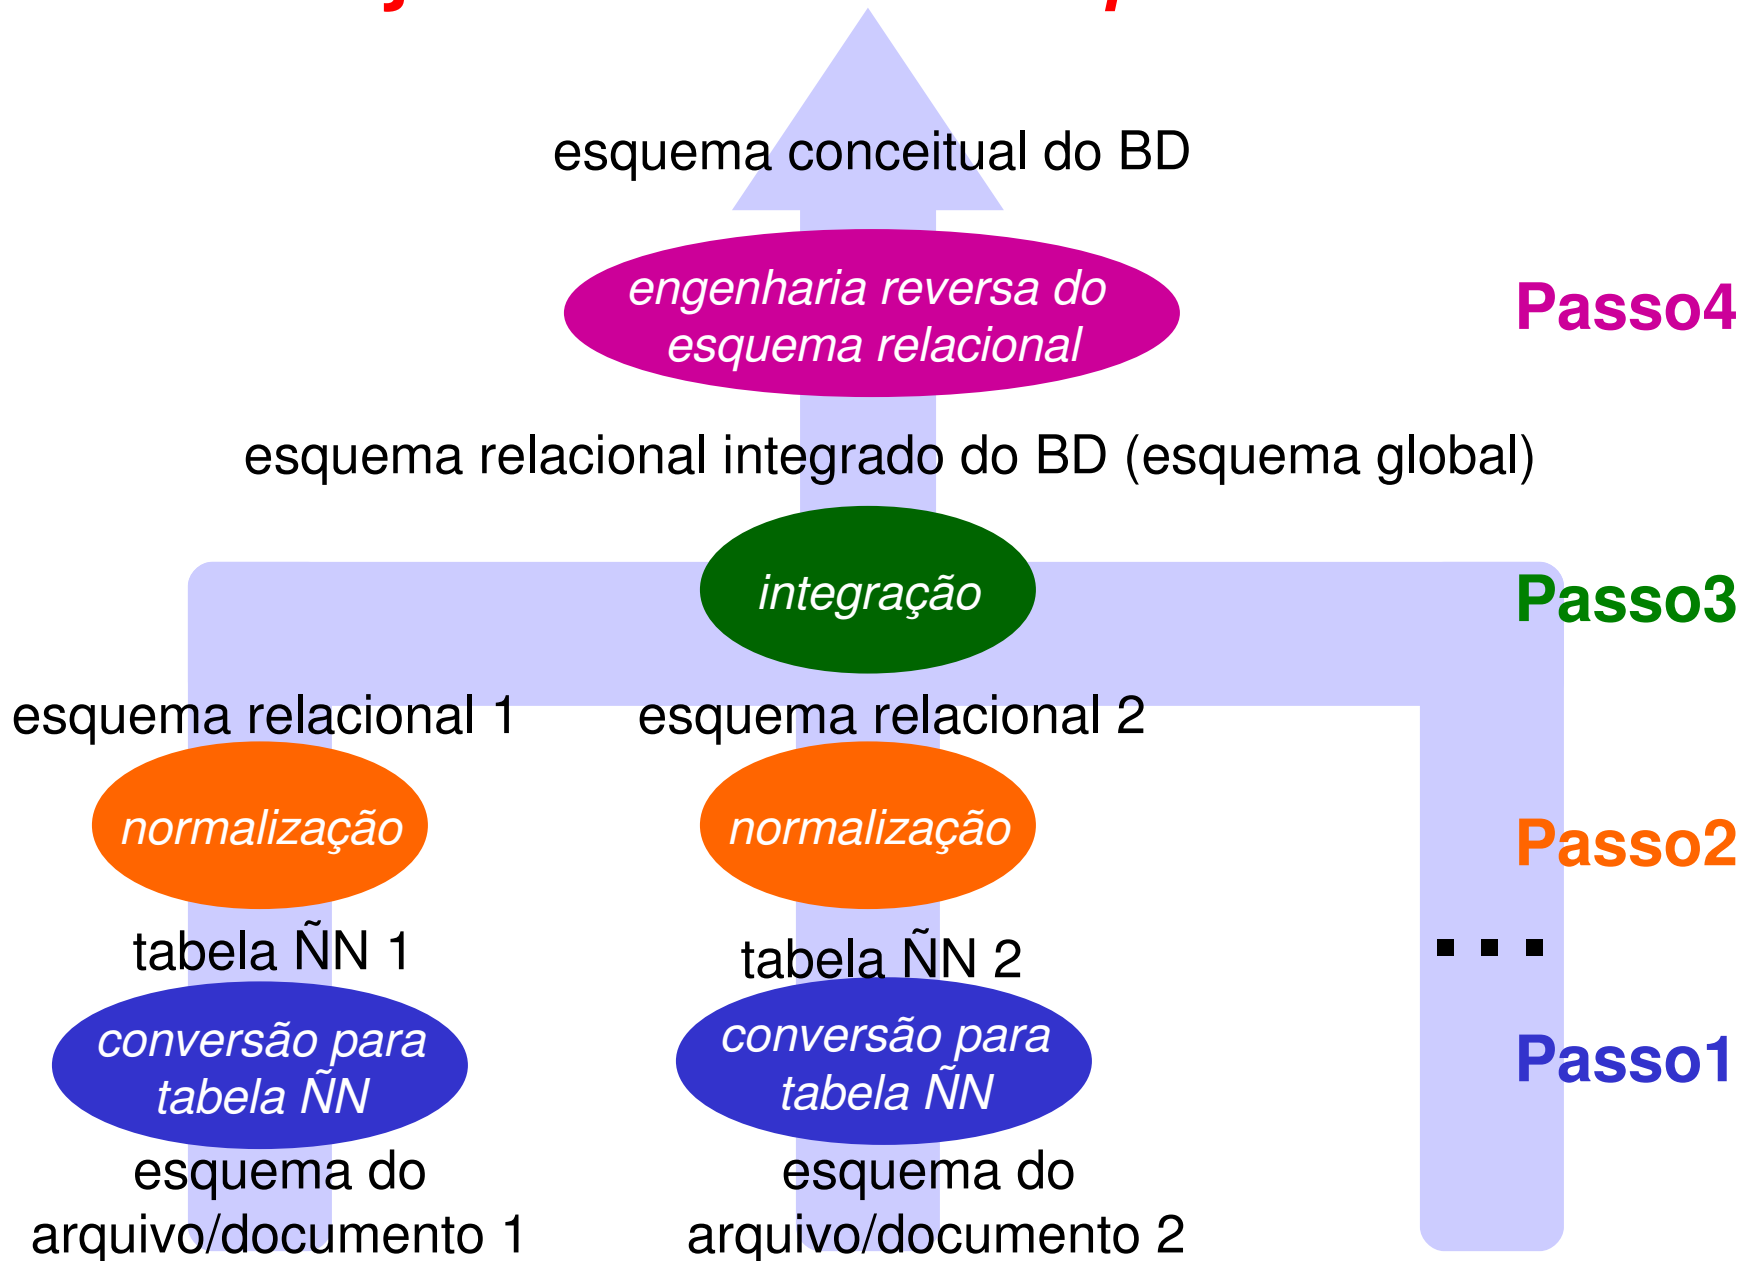 esquema conceitual do BD
engenharia reversa do
esquema relacional
Passo4
esquema relacional integrado do BD (esquema global)
integração
Passo3
esquema relacional 1
esquema relacional 2
normalização
normalização
Passo2
tabela ÑN 1
tabela ÑN 2
...
conversão para
tabela ÑN
conversão para
tabela ÑN
Passo1
esquema do
arquivo/documento 1
esquema do
arquivo/documento 2